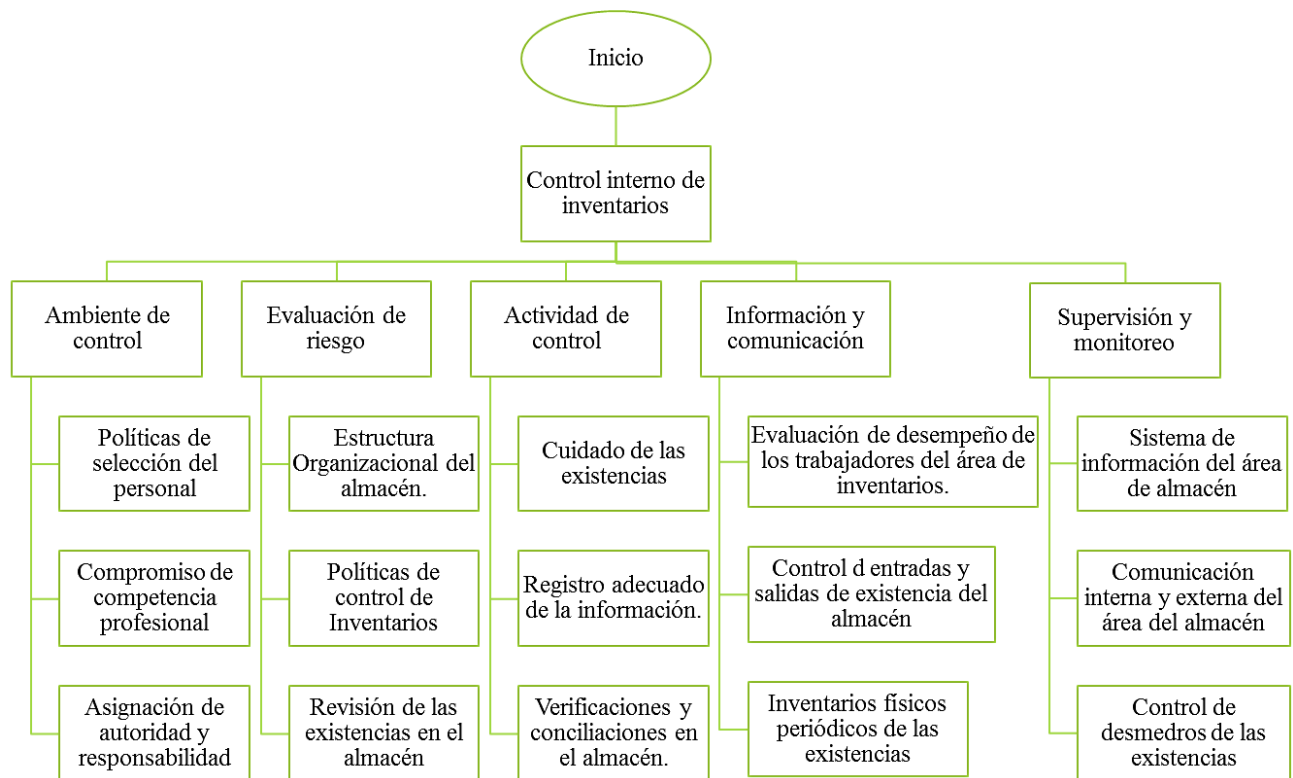 Inicio
Control interno de
inventarios
Ambiente de
control
Evaluación de
riesgo
Actividad de
control
Información y
comunicación
Supervisión y
monitoreo
Políticas de
selección del
personal
Estructura
Organizacional del
almacén.
Cuidado de las
existencias
Evaluación de desempeño de
los trabajadores del área de
inventarios.
Sistema de
información del área
de almacén
Compromiso de
competencia
profesional
Políticas de
control de
Inventarios
Registro adecuado
de la información.
Control d entradas y
salidas de existencia del
almacén
Comunicación
interna y externa del
área del almacén
Asignación de
autoridad y
responsabilidad
Revisión de las
existencias en el
almacén
Verificaciones y
conciliaciones en
el almacén.
Inventarios físicos
periódicos de las
existencias
Control de
desmedros de las
existencias